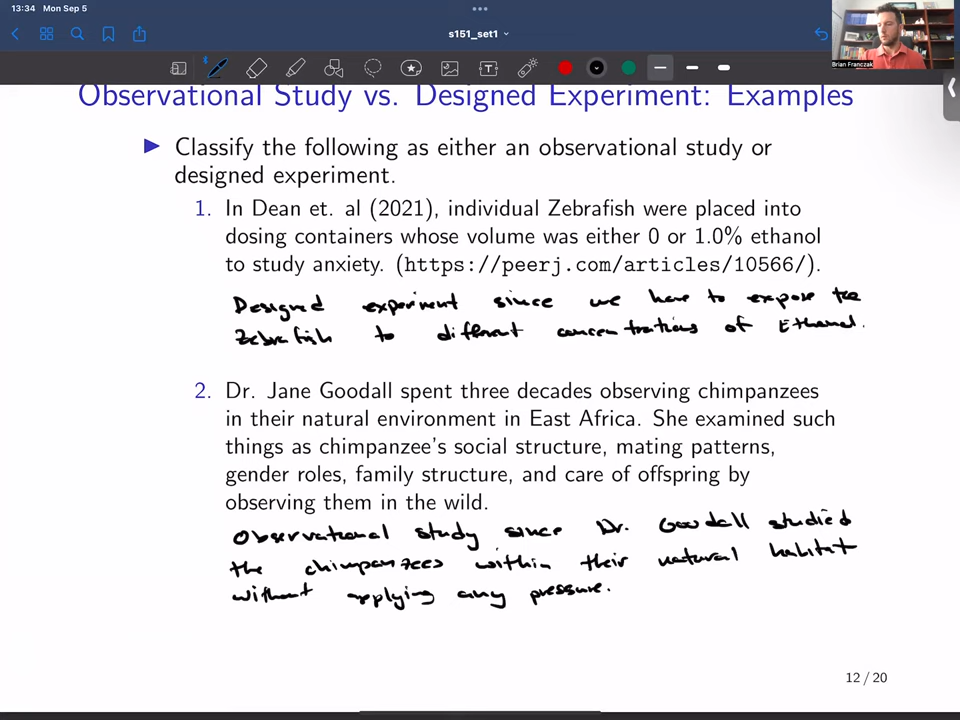 13:34 Mon Sep 5
s151_set1
Brian Franczak
Observational Study vs. Designed Experiment: Examples
Classify the following as either an observational study or
designed experiment.
1. In Dean et. al (2021), individual Zebrafish were placed into
dosing containers whose volume was either 0 or 1.0% ethanol
to study anxiety. (https://peerj.com/articles/10566/).
Designed experiment since we have to expose the
Zebrafish to different concentrations of Ethanol.
2. Dr. Jane Goodall spent three decades observing chimpanzees
in their natural environment in East Africa. She examined such
things as chimpanzee's social structure, mating patterns,
gender roles, family structure, and care of offspring by
observing them in the wild.
Observational study since Dr. Goodall studied
the chimpanzees within their natural habitat
without applying any pressure.
12 / 20